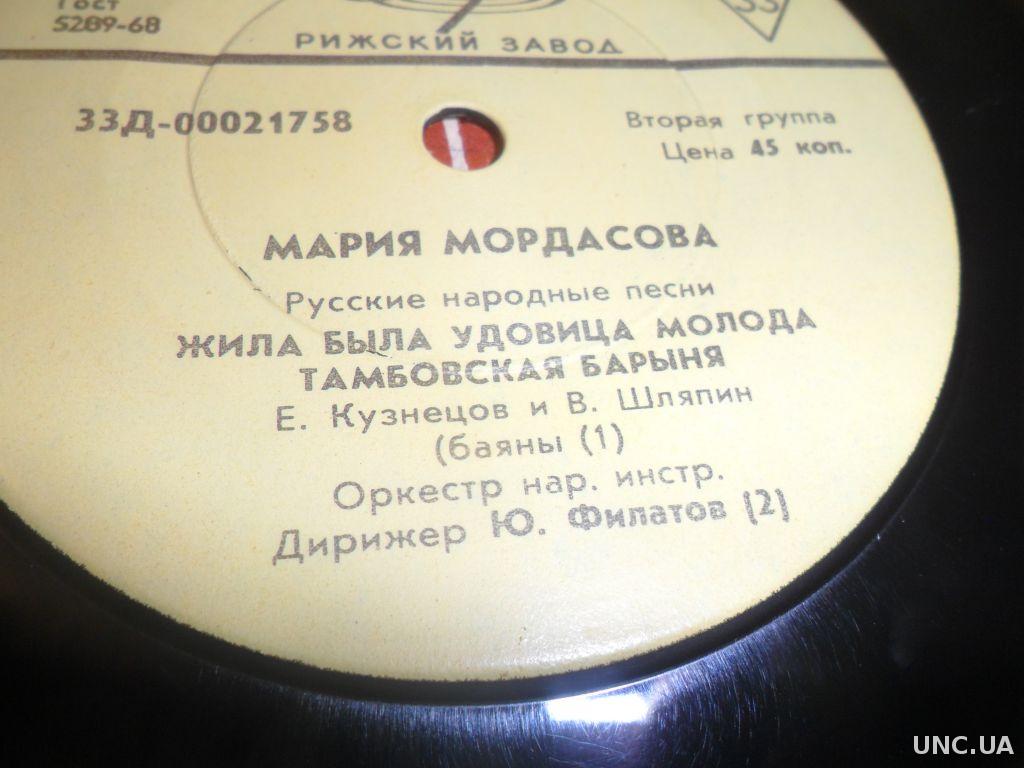 ГОСТ
5289-68
33
РИЖСКИЙ ЗАВОД
33Д-00021758
Вторая группа
Цена 45 коп.
МАРИЯ МОРДАСОВА
Русские народные песни
ЖИЛА БЫЛА УДОВИЦА МОЛОДА
ТАМБОВСКАЯ БАРЫНЯ
Е. Кузнецов и В. Шляпин
(баяны (1)
Оркестр нар. инстр.
Дирижер Ю. Филатов (2)
UNC.UA